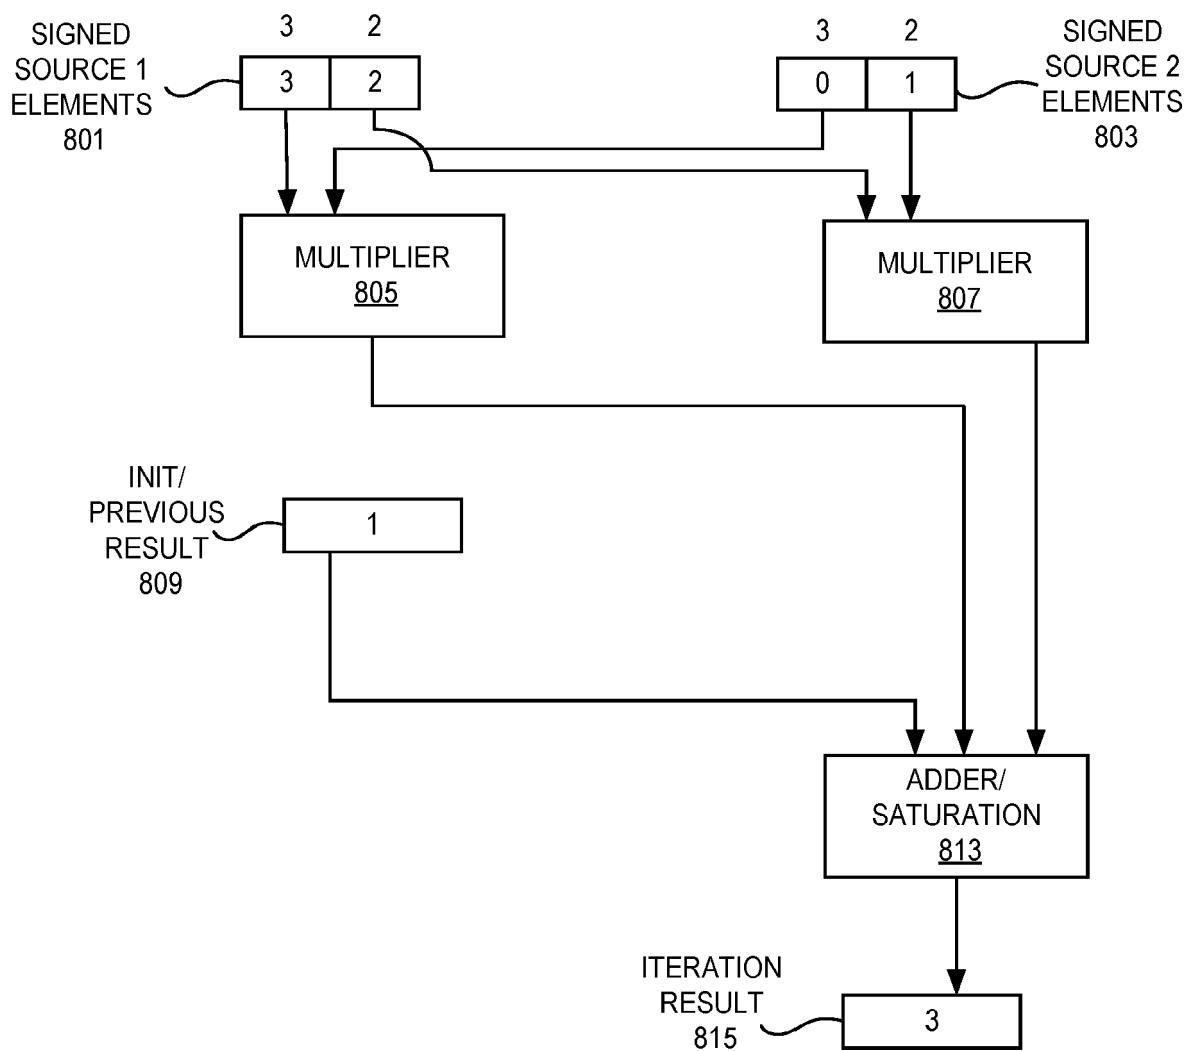 SIGNED
SOURCE 1
ELEMENTS
801
3 2
3 2
3 2
0 1
SIGNED
SOURCE 2
ELEMENTS
803
MULTIPLIER
805
MULTIPLIER
807
INIT/
PREVIOUS
RESULT
809
1
ADDER/
SATURATION
813
ITERATION
RESULT
815
3